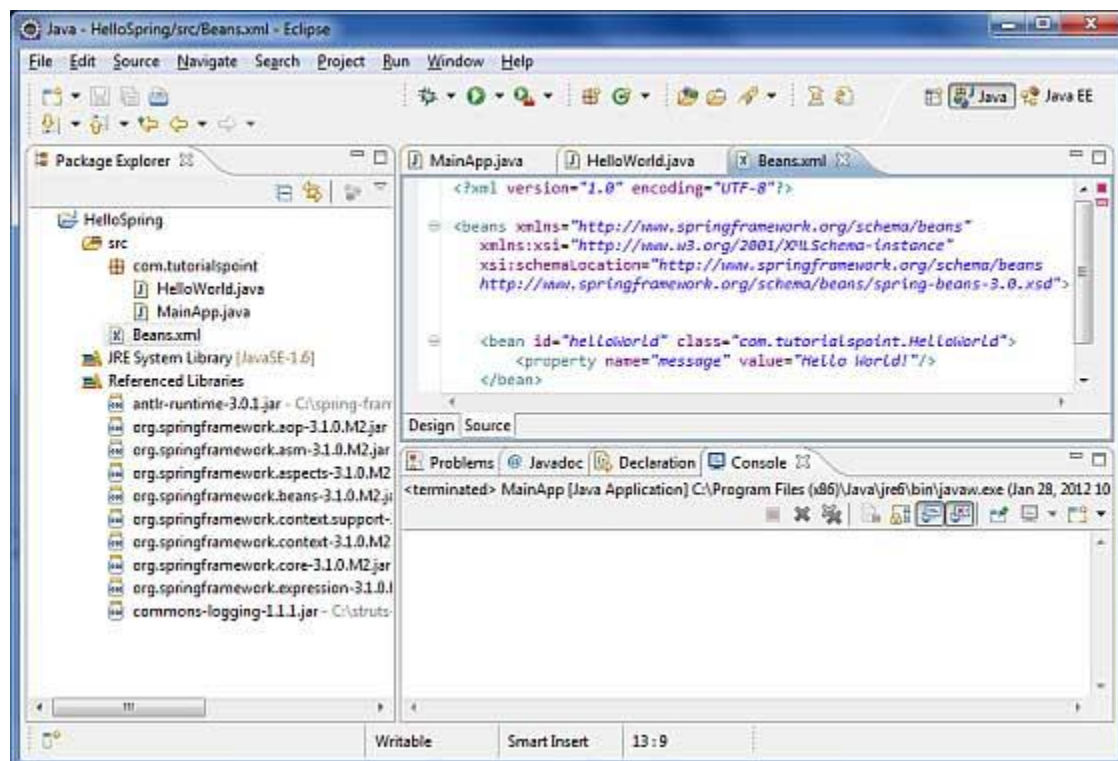 Java - HelloSpring/src/Beans.xml - Eclipse
File Edit Source Navigate Search Project Run Window Help
Java Java EE
Package Explorer
HelloSpring
src
com.tutorialspoint
HelloWorld.java
MainApp.java
Beans.xml
JRE System Library [JavaSE-1.6]
Referenced Libraries
antlr-runtime-3.0.1.jar - C:\spring-fram
org.springframework.aop-3.1.0.M2.jar
org.springframework.asm-3.1.0.M2.jar
org.springframework.aspects-3.1.0.M2
org.springframework.beans-3.1.0.M2.ja
org.springframework.context.support-
org.springframework.context-3.1.0.M2
org.springframework.core-3.1.0.M2.jar
org.springframework.expression-3.1.0.
commons-logging-1.1.1.jar - C:\struts-
MainApp.java HelloWorld.java Beans.xml
<?xml version="1.0" encoding="UTF-8"?>
<beans xmlns="http://www.springframework.org/schema/beans"
xmlns:xsi="http://www.w3.org/2001/XMLSchema-instance"
xsi:schemaLocation="http://www.springframework.org/schema/beans
http://www.springframework.org/schema/beans/spring-beans-3.0.xsd">
<bean id="helloWorld" class="com.tutorialspoint.HelloWorld">
<property name="message" value="Hello World!"/>
</bean>
Design Source
Problems @ Javadoc Declaration Console
<terminated> MainApp [Java Application] C:\Program Files (x86)\Java\jre6\bin\javaw.exe (Jan 28, 2012 10
Writable Smart Insert 13:9